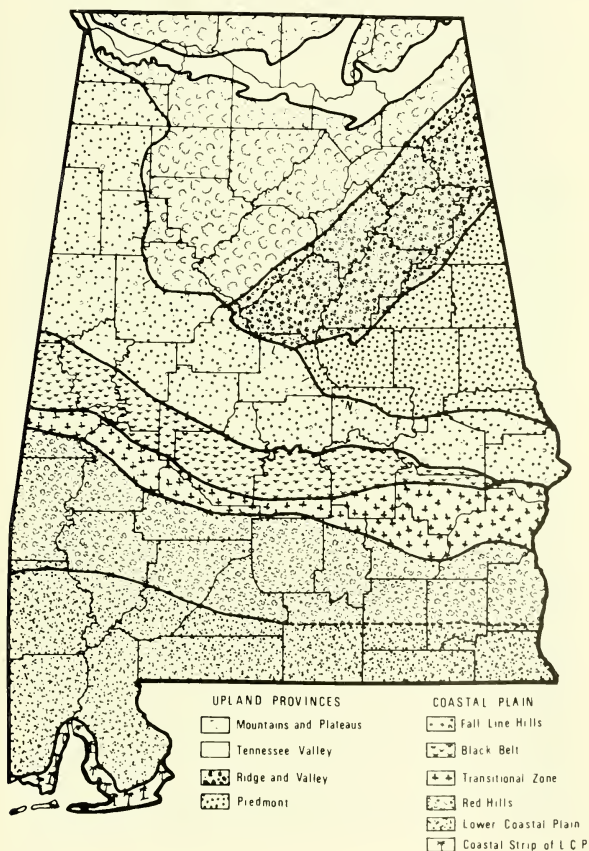 UPLAND PROVINCES
Mountains and Plateaus
Tennessee Valley
Ridge and Valley
Piedmont
COASTAL PLAIN
Fall Line Hills
Black Belt
Transitional Zone
Red Hills
Lower Coastal Plain
Coastal Strip of L C P